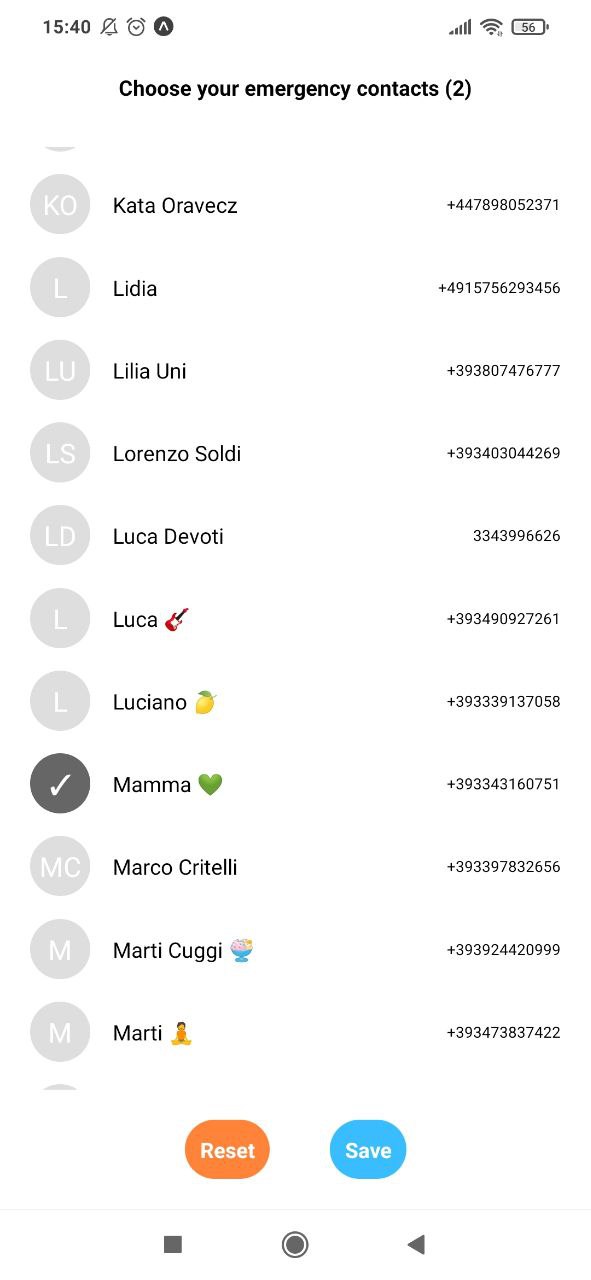 15:40 56
Choose your emergency contacts (2)
KO Kata Oravecz +447898052371
L Lidia +4915756293456
LU Lilia Uni +393807476777
LS Lorenzo Soldi +393403044269
LD Luca Devoti 3343996626
L Luca 🎸 +393490927261
L Luciano 🍋 +393339137058
✓ Mamma 💚 +393343160751
MC Marco Critelli +393397832656
M Marti Cuggi 🍧 +393924420999
M Marti 🧘 +393473837422
Reset Save